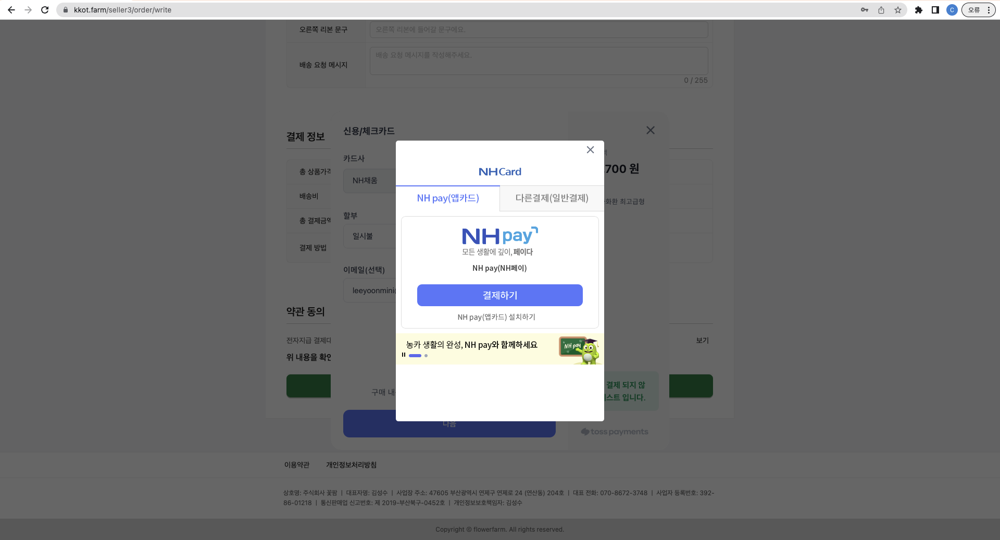 kkot.farm/seller3/order/write
C
오류
오른쪽 리본 문구
오른쪽 리본에 들어갈 문구에요.
배송 요청 메시지
배송 요청 메시지를 작성해주세요.
0 / 255
결제 정보
총 상품가격
배송비
총 결제금액
결제 방법
약관 동의
보기
신용/체크카드
카드사
NH채움
할부
일시불
이메일(선택)
leeyoonmini
구매 내
다음
700 원
화환 최고급형
결제 되지 않
스트 입니다.
toss payments
NHCard
NH pay(앱카드)
다른결제(일반결제)
NH pay
모든 생활에 깊이, 페이다
NH pay(NH페이)
결제하기
NH pay(앱카드) 설치하기
농카 생활의 완성, NH pay와 함께하세요
NH pay
전자지급 결제대
위 내용을 확인
이용약관
개인정보처리방침
상호명: 주식회사 꽃팜 | 대표자명: 김성수 | 사업장 주소: 47605 부산광역시 연제구 연제로 24 (연산동) 204호 | 대표 전화: 070-8672-3748 | 사업자 등록번호: 392-
86-01218 | 통신판매업 신고번호: 제 2019-부산북구-0452호 | 개인정보보호책임자: 김성수
Copyright © flowerfarm. All rights reserved.